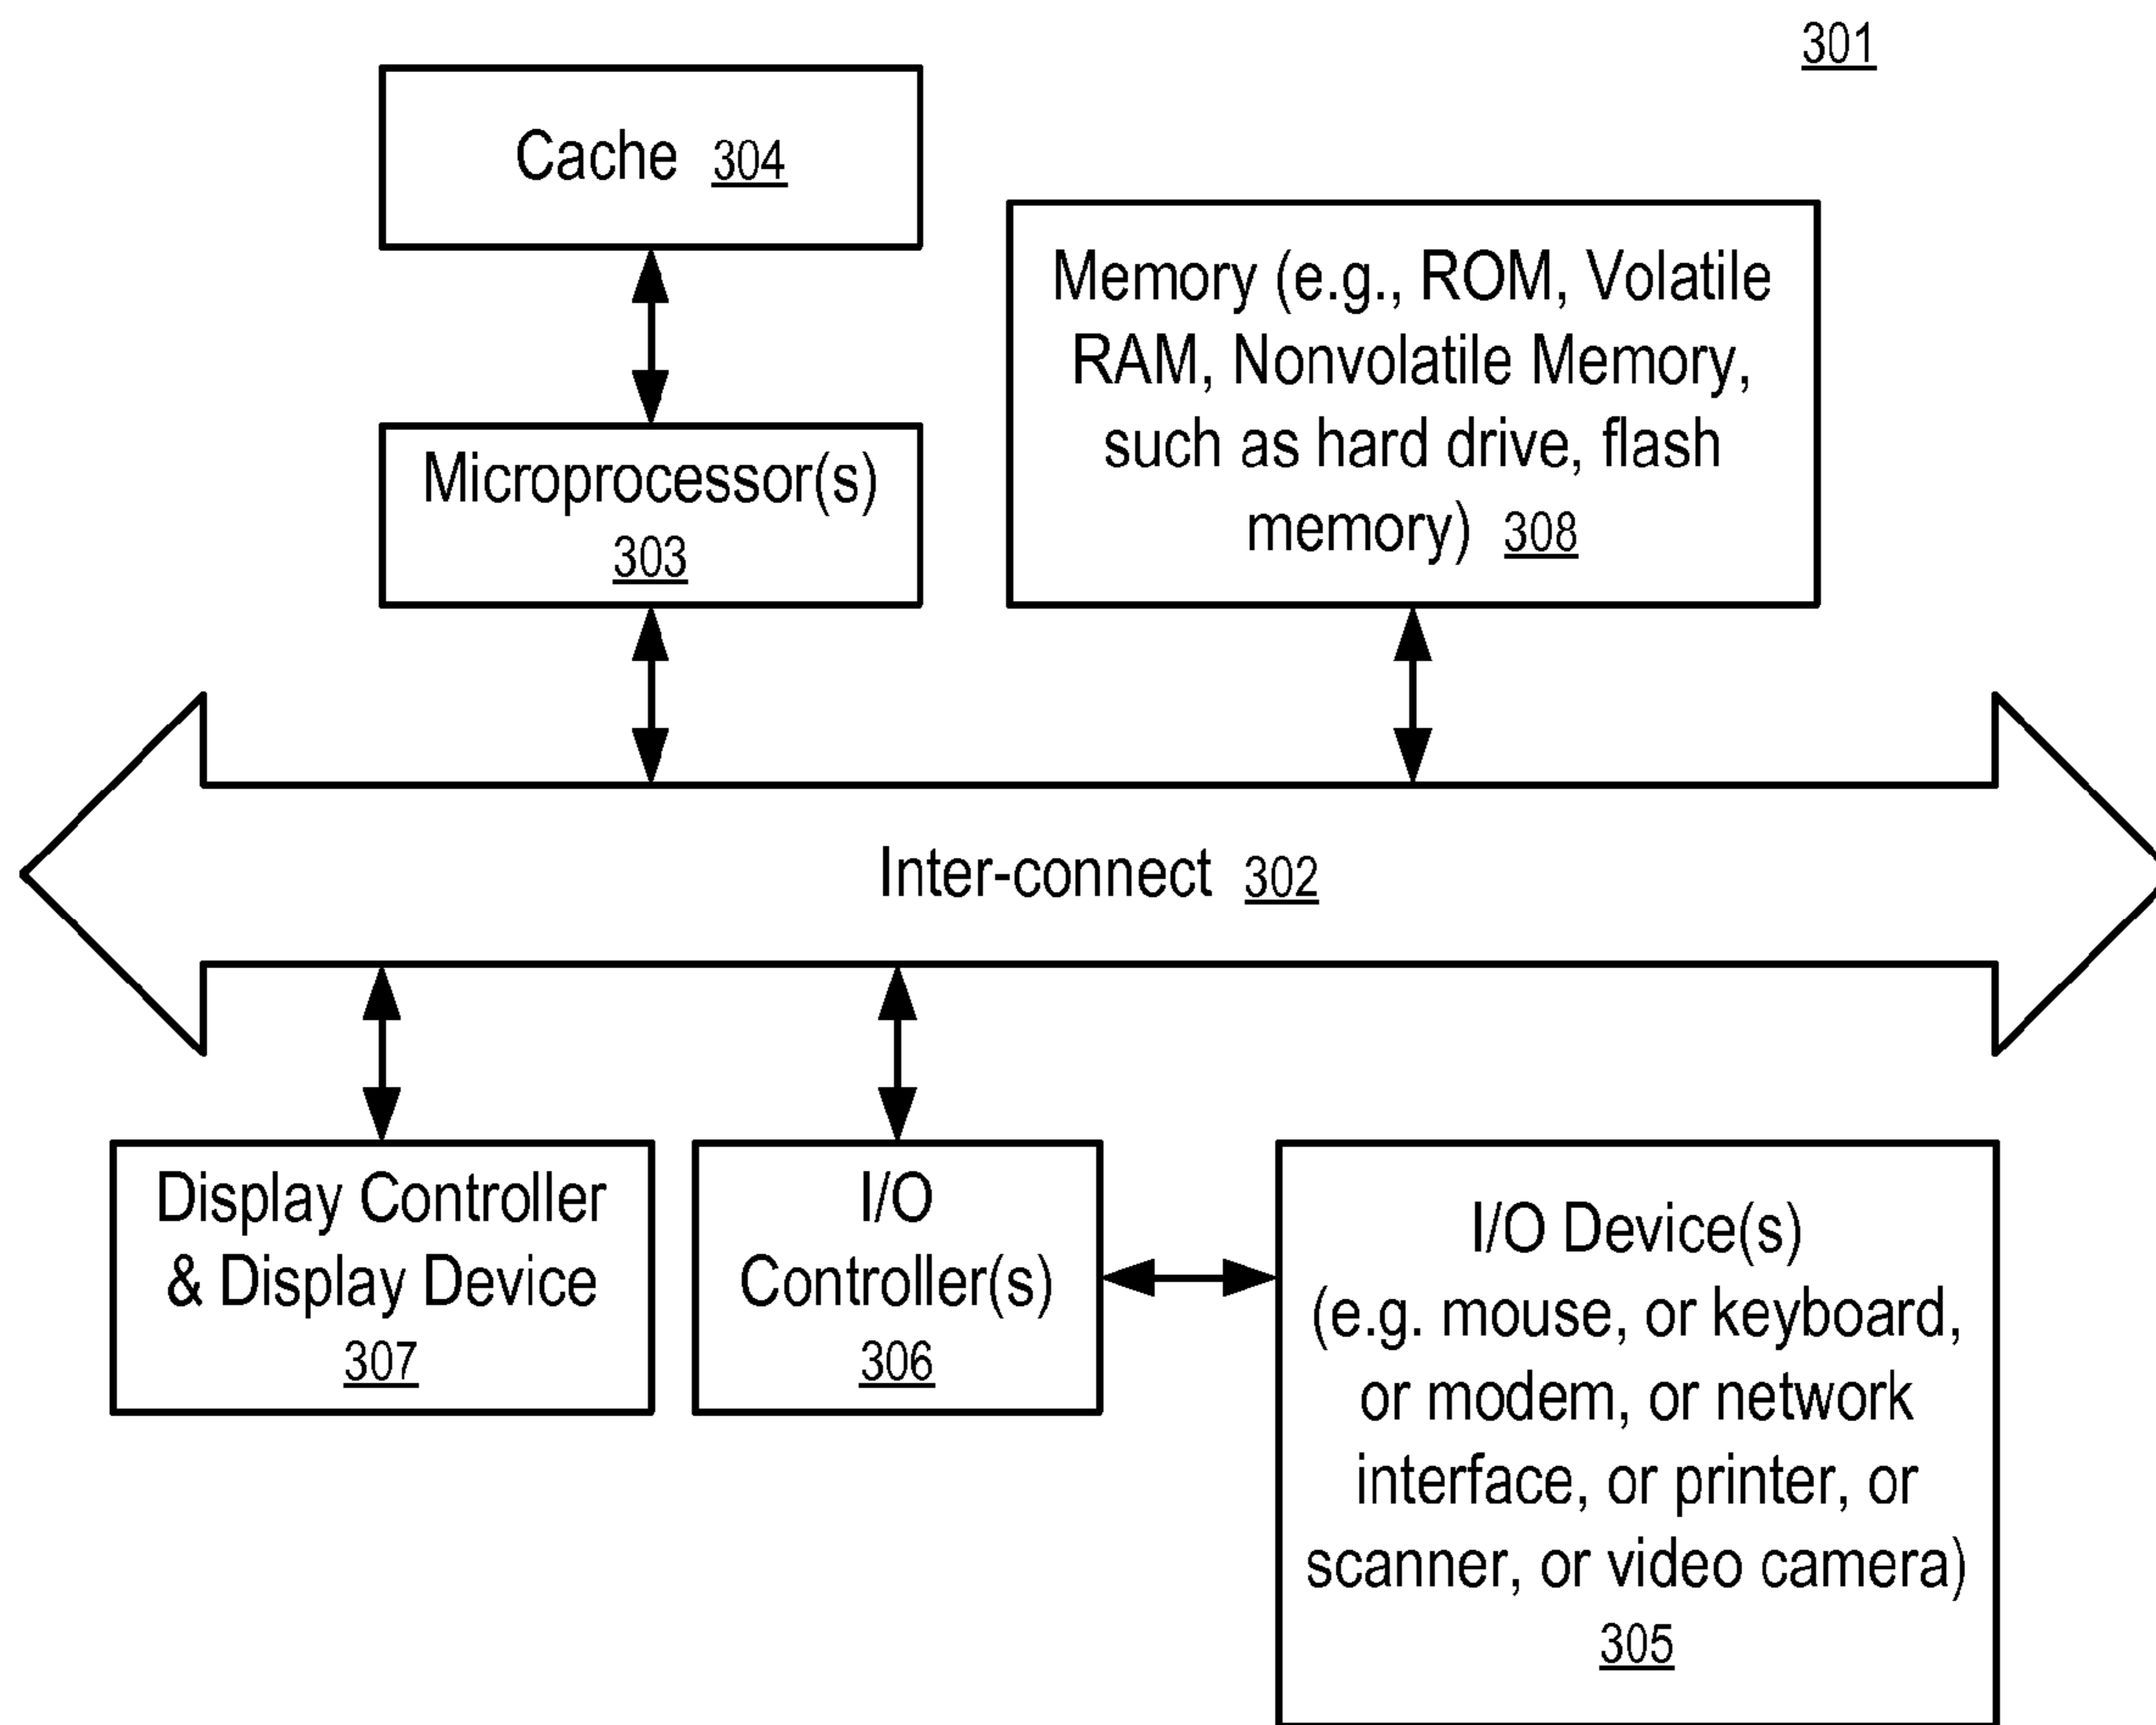 301
Cache 304
Memory (e.g., ROM, Volatile
RAM, Nonvolatile Memory,
such as hard drive, flash
memory) 308
Microprocessor(s)
303
Inter-connect 302
Display Controller
& Display Device
307
I/O
Controller(s)
306
I/O Device(s)
(e.g. mouse, or keyboard,
or modem, or network
interface, or printer, or
scanner, or video camera)
305